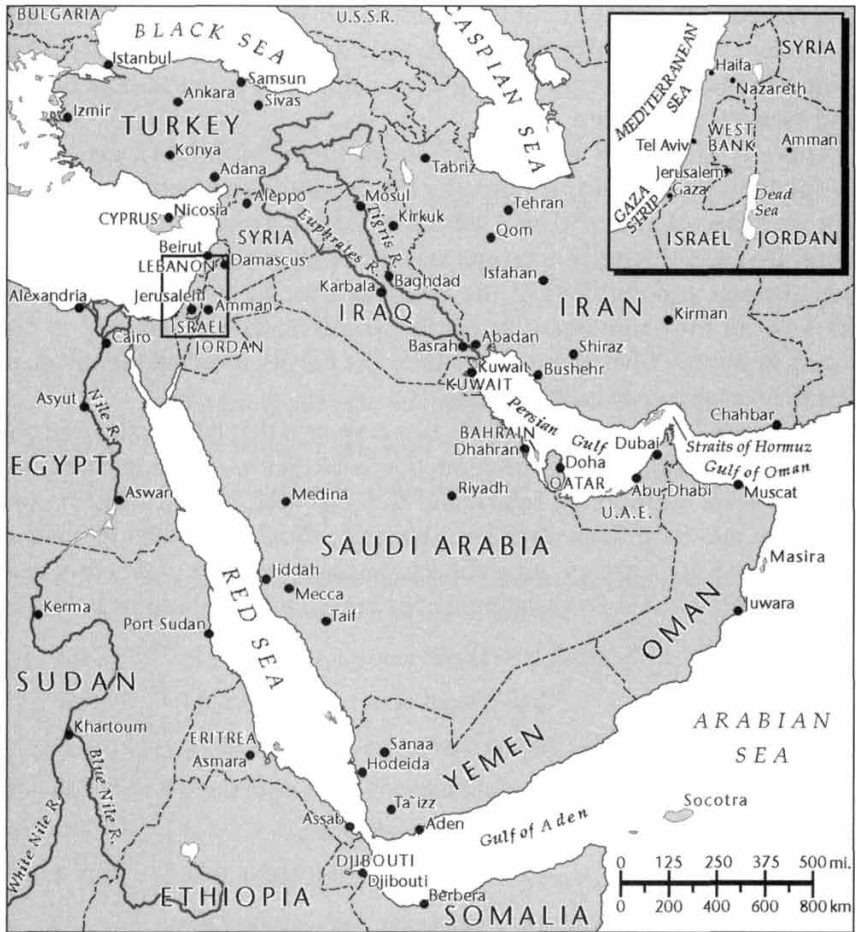 BULGARIA
BLACK SEA
U.S.S.R.
CASPIAN SEA
Istanbul
Samsun
Ankara
Sivas
Izmir
TURKEY
Konya
Adana
Tabriz
CYPRUS
Nicosia
Aleppo
Mosul
Kirkuk
Tehran
Qom
SYRIA
Euphrates R.
Tigris R.
Beirut
LEBANON
Damascus
Isfahan
Alexandria
Jerusalem
Amman
Karbala
Baghdad
IRAQ
IRAN
Kirman
ISRAEL
JORDAN
Cairo
Basrah
Abadan
Shiraz
Kuwait
KUWAIT
Bushehr
Asyut
Nile R.
Persian Gulf
Chahbar
BAHRAIN
Dhahran
Dubai
Straits of Hormuz
EGYPT
Doha
QATAR
Gulf of Oman
Aswan
Medina
Riyadh
Abu Dhabi
Muscat
U.A.E.
SAUDI ARABIA
Masira
RED SEA
Jiddah
Mecca
Kerma
Taif
OMAN
Juwara
Port Sudan
SUDAN
ARABIAN
SEA
Khartoum
ERITREA
Asmara
Sanaa
Hodeida
YEMEN
Blue Nile R.
White Nile R.
Assab
Ta`izz
Aden
Gulf of Aden
Socotra
DJIBOUTI
Djibouti
ETHIOPIA
Berbera
SOMALIA
0 125 250 375 500 mi.
0 200 400 600 800 km
MEDITERRANEAN
SEA
SYRIA
Haifa
Nazareth
Tel Aviv
WEST
BANK
Amman
Jerusalem
GAZA
STRIP
Gaza
Dead
Sea
ISRAEL
JORDAN